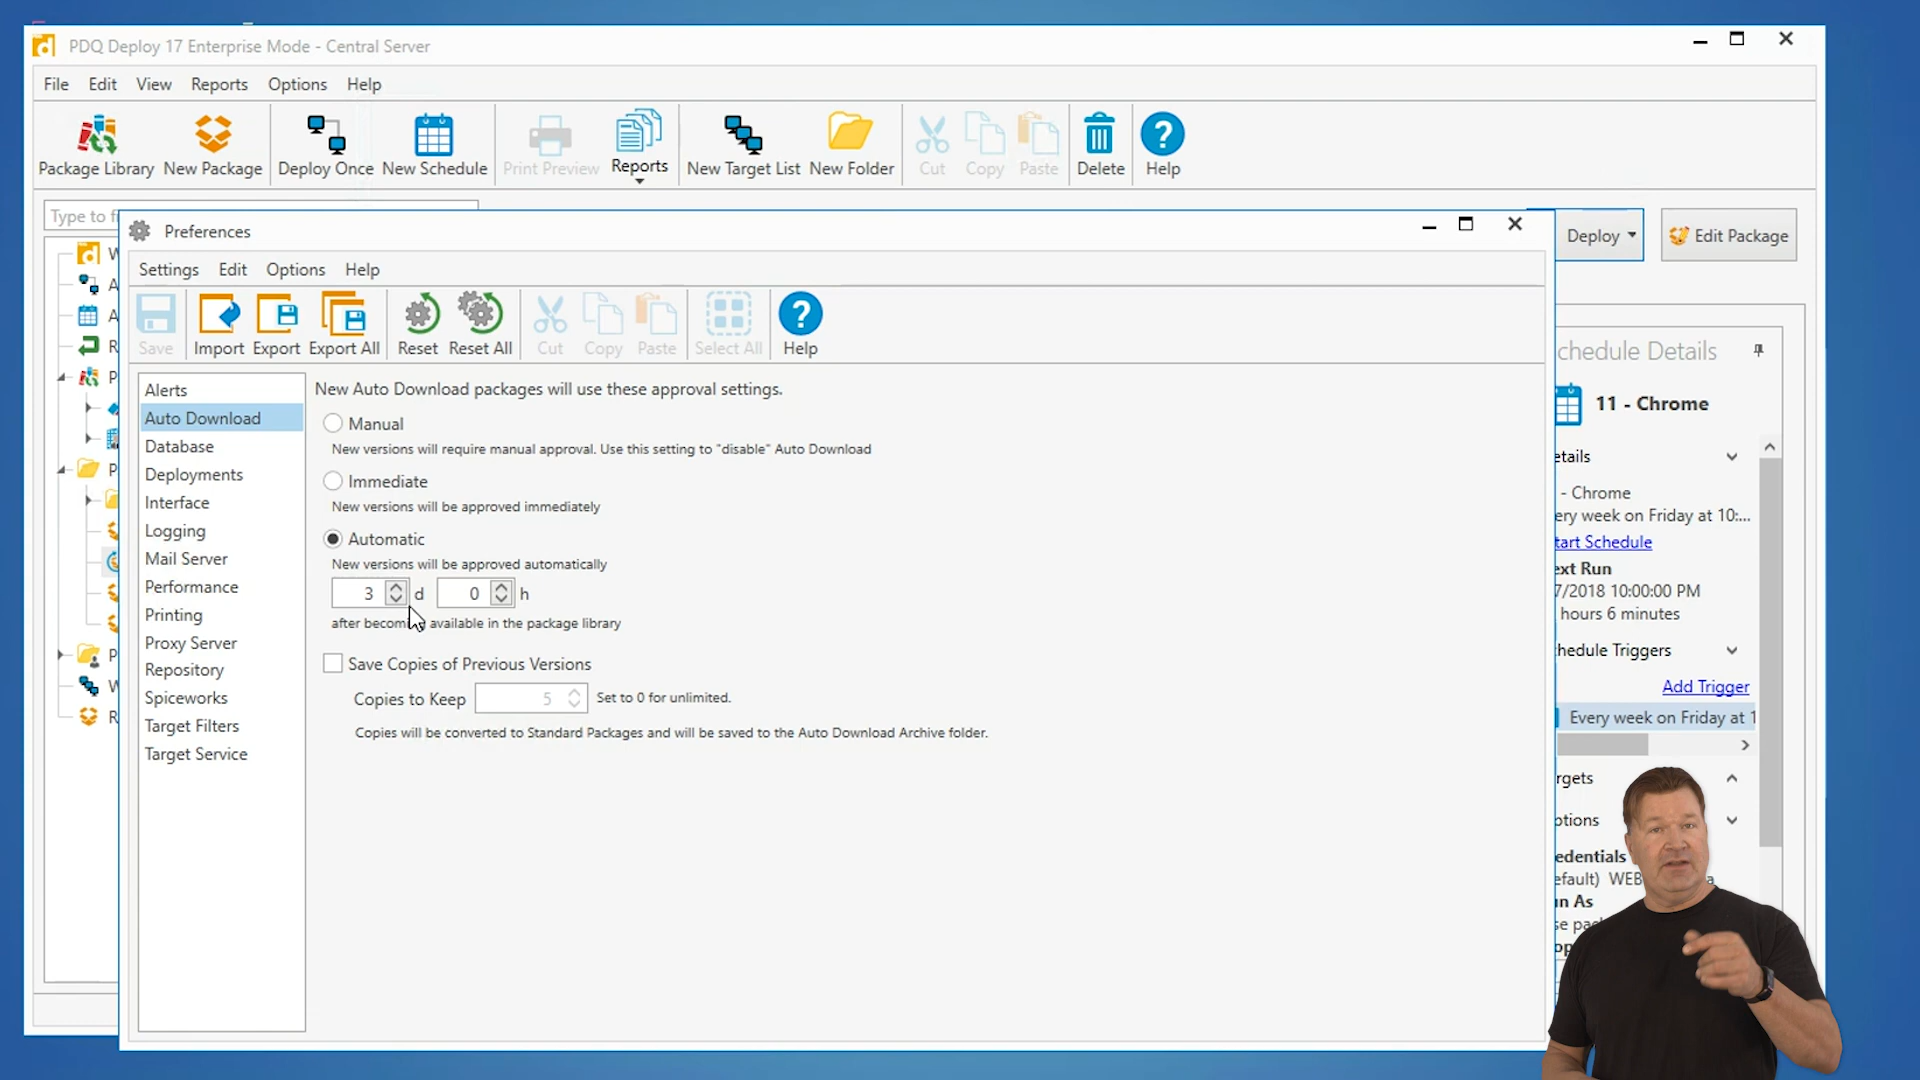 PDQ Deploy 17 Enterprise Mode - Central Server
File Edit View Reports Options Help
Package Library New Package Deploy Once New Schedule Print Preview Reports New Target List New Folder Cut Copy Paste Delete Help
Type to f
Deploy Edit Package
Preferences
Settings Edit Options Help
Save Import Export Export All Reset Reset All Cut Copy Paste Select All Help
Alerts
Auto Download
Database
Deployments
Interface
Logging
Mail Server
Performance
Printing
Proxy Server
Repository
Spiceworks
Target Filters
Target Service
New Auto Download packages will use these approval settings.
Manual
New versions will require manual approval. Use this setting to "disable" Auto Download
Immediate
New versions will be approved immediately
Automatic
New versions will be approved automatically
3 d 0 h
after becoming available in the package library
Save Copies of Previous Versions
Copies to Keep 5 Set to 0 for unlimited.
Copies will be converted to Standard Packages and will be saved to the Auto Download Archive folder.
chedule Details
11 - Chrome
etails
- Chrome
ery week on Friday at 10:...
tart Schedule
ext Run
7/2018 10:00:00 PM
hours 6 minutes
hedule Triggers
Add Trigger
Every week on Friday at 1
rgets
ptions
edentials
efault) WEB
n As
se pac